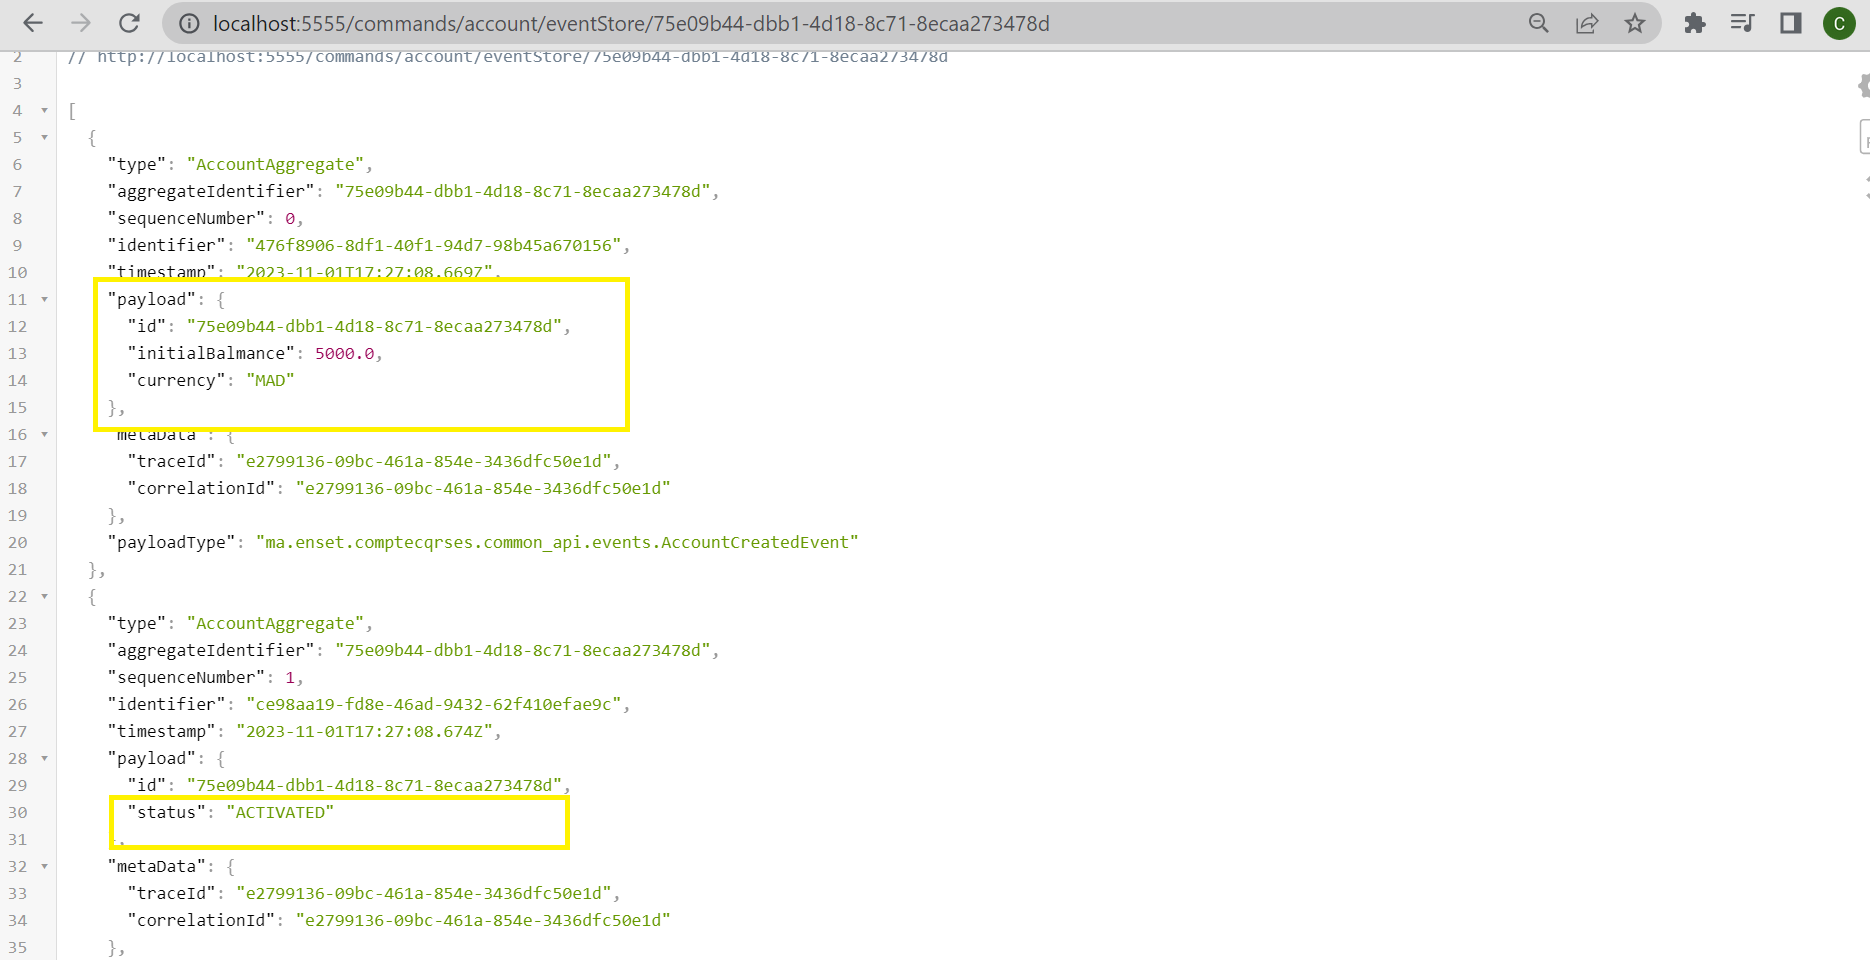 localhost:5555/commands/account/eventStore/75e09b44-dbb1-4d18-8c71-8ecaa273478d
C
2 // http://localhost:5555/commands/account/eventStore/75e09b44-dbb1-4d18-8c71-8ecaa273478d
3
4 [
5 {
6 "type": "AccountAggregate",
7 "aggregateIdentifier": "75e09b44-dbb1-4d18-8c71-8ecaa273478d",
8 "sequenceNumber": 0,
9 "identifier": "476f8906-8df1-40f1-94d7-98b45a670156",
10 "timestamp": "2023-11-01T17:27:08.669Z",
11 "payload": {
12 "id": "75e09b44-dbb1-4d18-8c71-8ecaa273478d",
13 "initialBalmance": 5000.0,
14 "currency": "MAD"
15 },
16 "metaData": {
17 "traceId": "e2799136-09bc-461a-854e-3436dfc50e1d",
18 "correlationId": "e2799136-09bc-461a-854e-3436dfc50e1d"
19 },
20 "payloadType": "ma.enset.comptecqrses.common_api.events.AccountCreatedEvent"
21 },
22 {
23 "type": "AccountAggregate",
24 "aggregateIdentifier": "75e09b44-dbb1-4d18-8c71-8ecaa273478d",
25 "sequenceNumber": 1,
26 "identifier": "ce98aa19-fd8e-46ad-9432-62f410efae9c",
27 "timestamp": "2023-11-01T17:27:08.674Z",
28 "payload": {
29 "id": "75e09b44-dbb1-4d18-8c71-8ecaa273478d",
30 "status": "ACTIVATED"
31 },
32 "metaData": {
33 "traceId": "e2799136-09bc-461a-854e-3436dfc50e1d",
34 "correlationId": "e2799136-09bc-461a-854e-3436dfc50e1d"
35 },